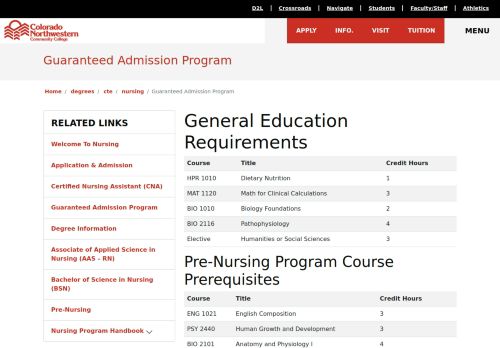 D2L | Crossroads | Navigate | Students | Faculty/Staff | Athletics
Colorado
Northwestern
Community College
APPLY INFO. VISIT TUITION MENU
Guaranteed Admission Program
Home / degrees / cte / nursing / Guaranteed Admission Program
RELATED LINKS
Welcome To Nursing
Application & Admission
Certified Nursing Assistant (CNA)
Guaranteed Admission Program
Degree Information
Associate of Applied Science in
Nursing (AAS – RN)
Bachelor of Science in Nursing
(BSN)
Pre-Nursing
Nursing Program Handbook
General Education
Requirements
Course Title Credit Hours
HPR 1010 Dietary Nutrition 1
MAT 1120 Math for Clinical Calculations 3
BIO 1010 Biology Foundations 2
BIO 2116 Pathophysiology 4
Elective Humanities or Social Sciences 3
Pre-Nursing Program Course
Prerequisites
Course Title Credit Hours
ENG 1021 English Composition 3
PSY 2440 Human Growth and Development 3
BIO 2101 Anatomy and Physiology I 4